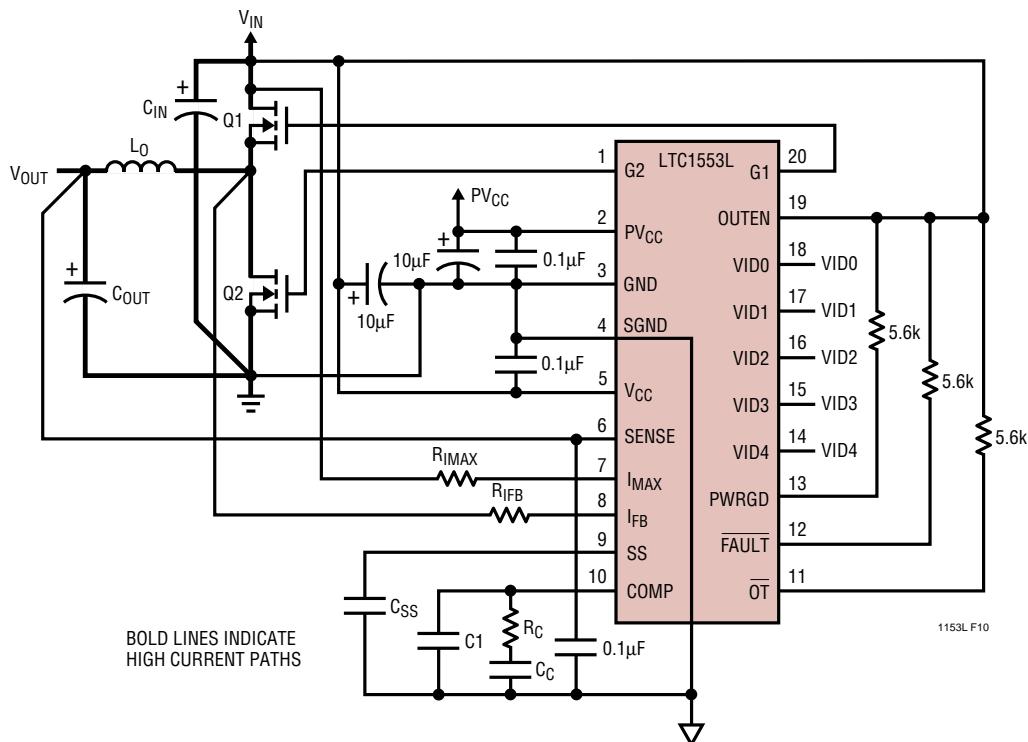 VIN
+
CIN
Q1
LO
VOUT
+
COUT
Q2
PVCC
+
10µF
0.1µF
+
10µF
0.1µF
RIMAX
RIFB
CSS
C1
RC
CC
0.1µF
LTC1553L
1 G2
2 PVCC
3 GND
4 SGND
5 VCC
6 SENSE
7 IMAX
8 IFB
9 SS
10 COMP
20 G1
19 OUTEN
18 VID0
17 VID1
16 VID2
15 VID3
14 VID4
13 PWRGD
12 FAULT
11 OT
VID0
VID1
VID2
VID3
VID4
5.6k
5.6k
5.6k
BOLD LINES INDICATE
HIGH CURRENT PATHS
1153L F10